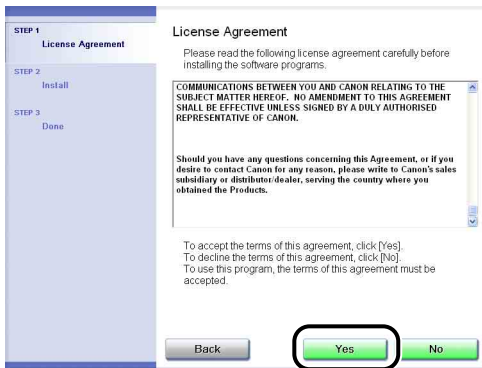 STEP 1
License Agreement
STEP 2
Install
STEP 3
Done
License Agreement
Please read the following license agreement carefully before
installing the software programs.
COMMUNICATIONS BETWEEN YOU AND CANON RELATING TO THE
SUBJECT MATTER HEREOF. NO AMENDMENT TO THIS AGREEMENT
SHALL BE EFFECTIVE UNLESS SIGNED BY A DULY AUTHORISED
REPRESENTATIVE OF CANON.
Should you have any questions concerning this Agreement, or if you
desire to contact Canon for any reason, please write to Canon's sales
subsidiary or distributor/dealer, serving the country where you
obtained the Products.
To accept the terms of this agreement, click [Yes].
To decline the terms of this agreement, click [No].
To use this program, the terms of this agreement must be
accepted.
Back
Yes
No